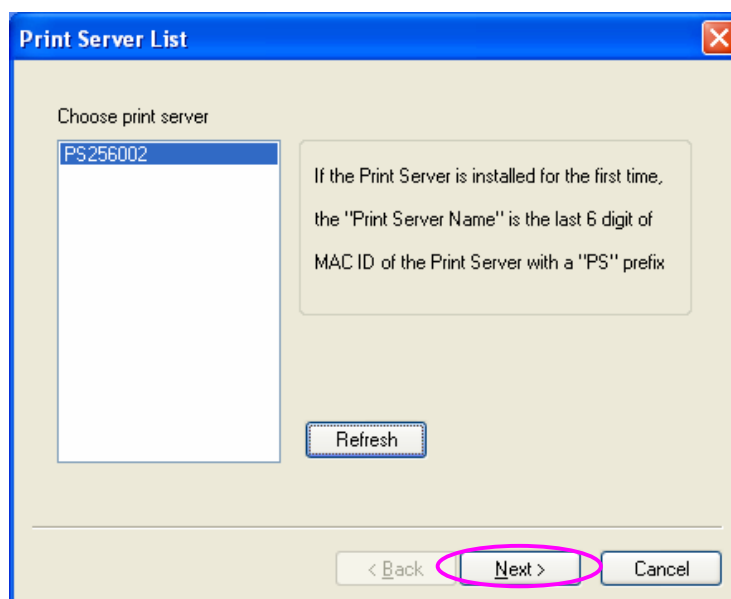 Print Server List
Choose print server
PS256002
If the Print Server is installed for the first time,
the "Print Server Name" is the last 6 digit of
MAC ID of the Print Server with a "PS" prefix
Refresh
< Back
Next >
Cancel